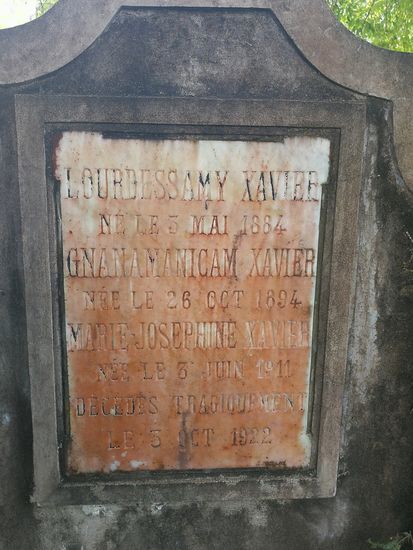 LOURDESSAMY XAVIER
NÉ LE 3 MAI 1884
GNANAMANICAM XAVIER
NÉE LE 26 OCT 1894
MARIE-JOSEPHINE XAVIER
NÉE LE 3 JUIN 1911
DÉCÉDÉS TRAGIQUEMENT
LE 3 OCT 1922